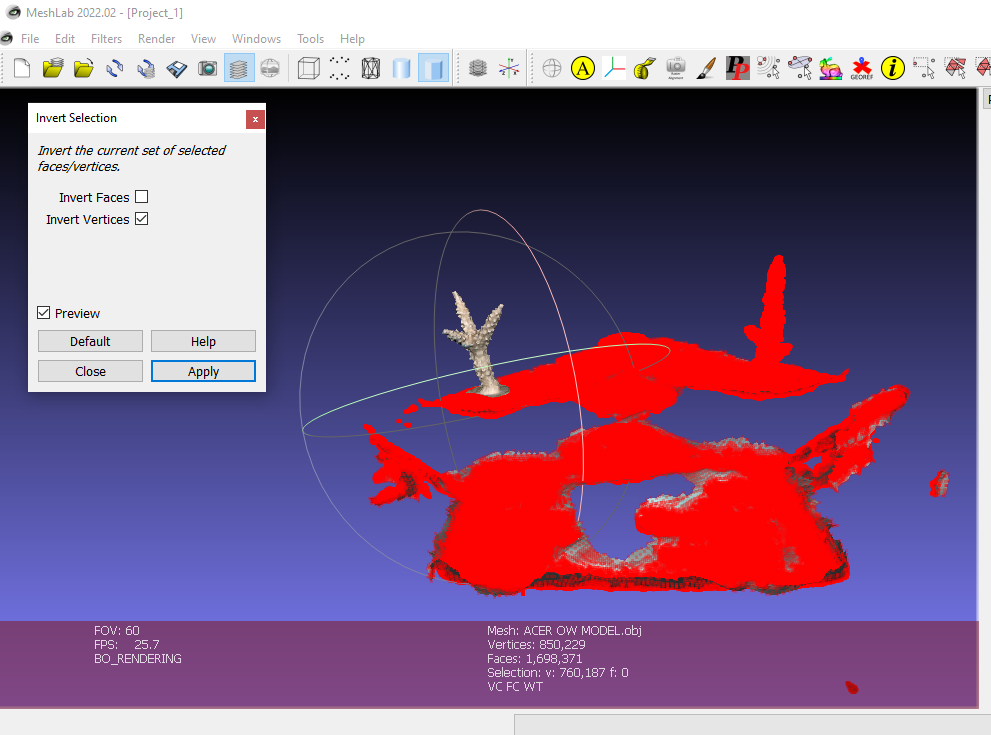 MeshLab 2022.02 - [Project_1]
File Edit Filters Render View Windows Tools Help
A
PP
GEOREF
i
Invert Selection
x
Invert the current set of selected
faces/vertices.
Invert Faces
Invert Vertices
Preview
Default Help
Close Apply
FOV: 60
FPS: 25.7
BO_RENDERING
Mesh: ACER OW MODEL.obj
Vertices: 850,229
Faces: 1,698,371
Selection: v: 760,187 f: 0
VC FC WT